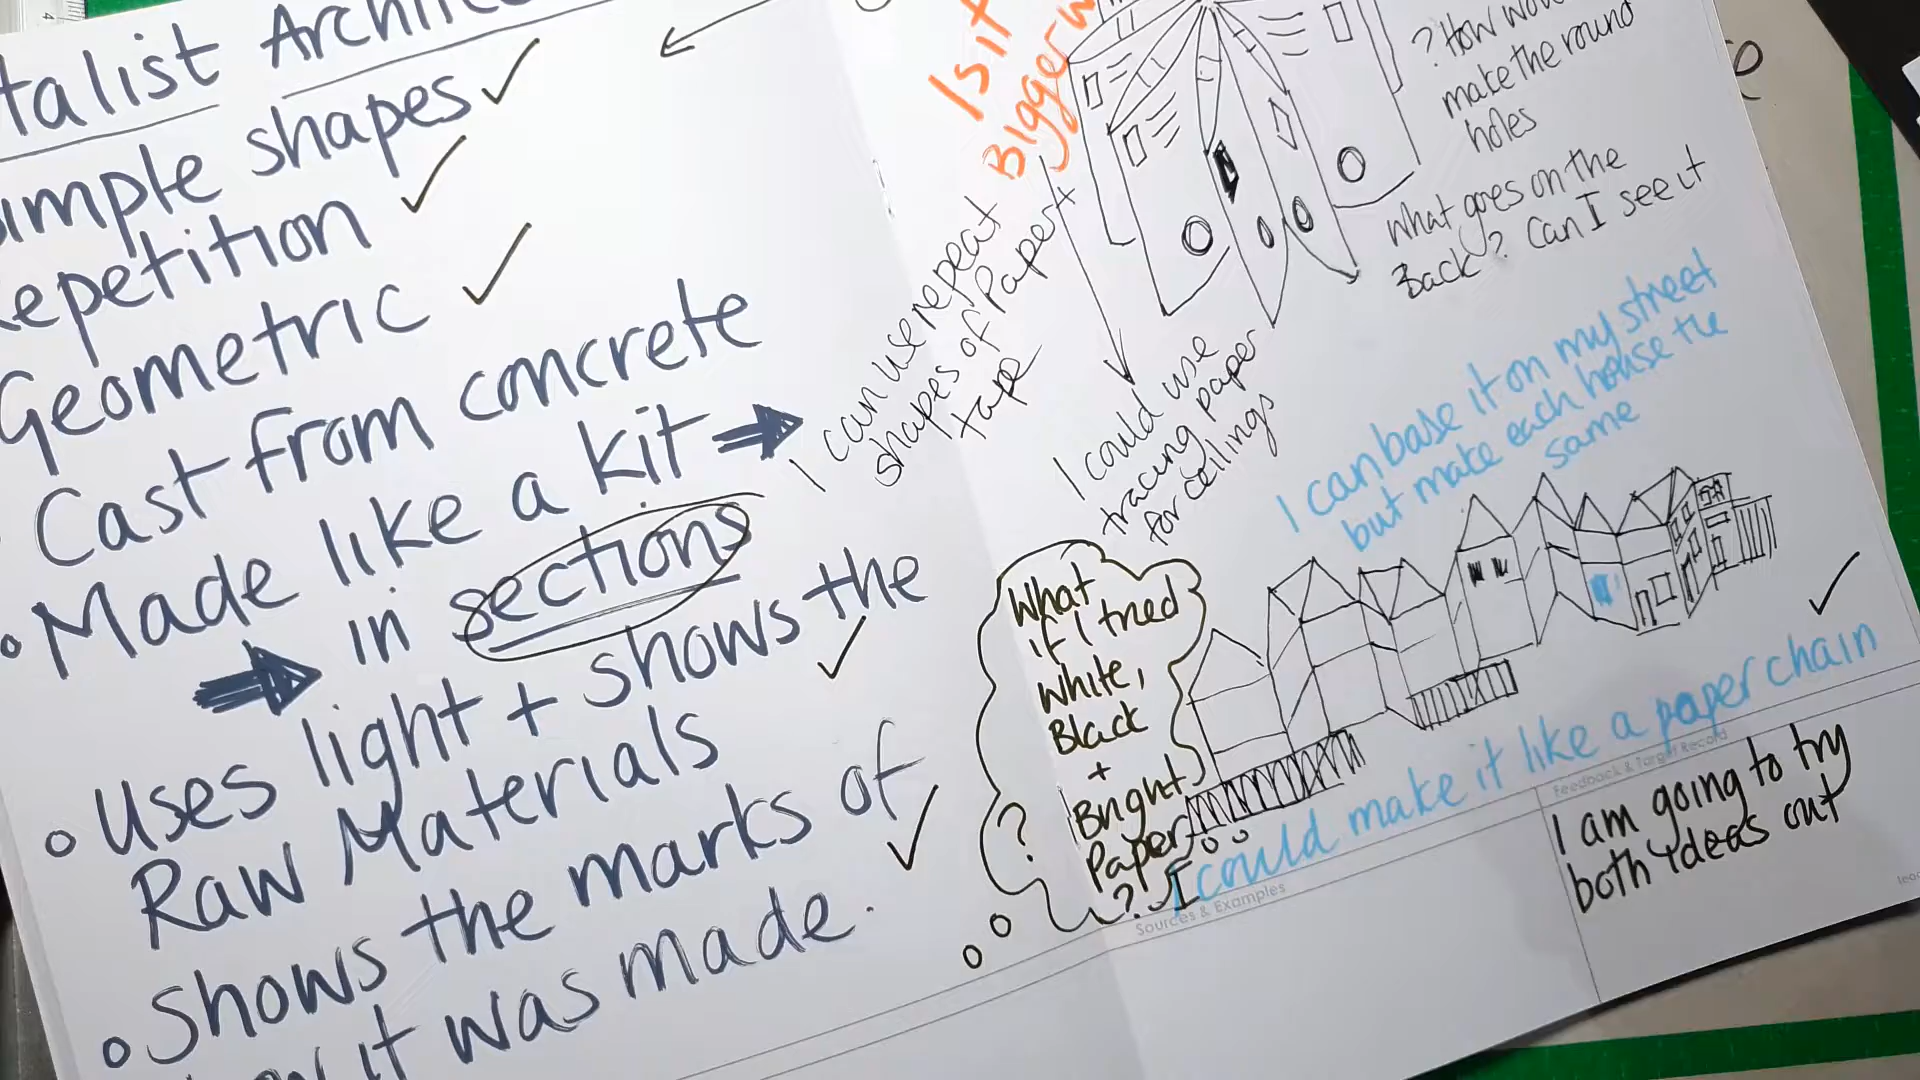 talist Archite
Simple shapes
Repetition
Geometric
Cast from concrete
Made like a kit
in sections
uses light + shows the
Raw Materials
Shows the marks of
it was made.
Is it
Bigger
I can use repeat
shapes of Paper +
tape
I could use
tracing paper
for ceilings
? How
make the round
holes
What goes on the
Back? Can I see it
I can base it on my street
but make each house the
same
What
if I tried
white,
Black
+
Bright
Paper
?
?
I could make it like a paper chain
Feedback & Target Record
I am going to try
both ideas out
Sources & Examples